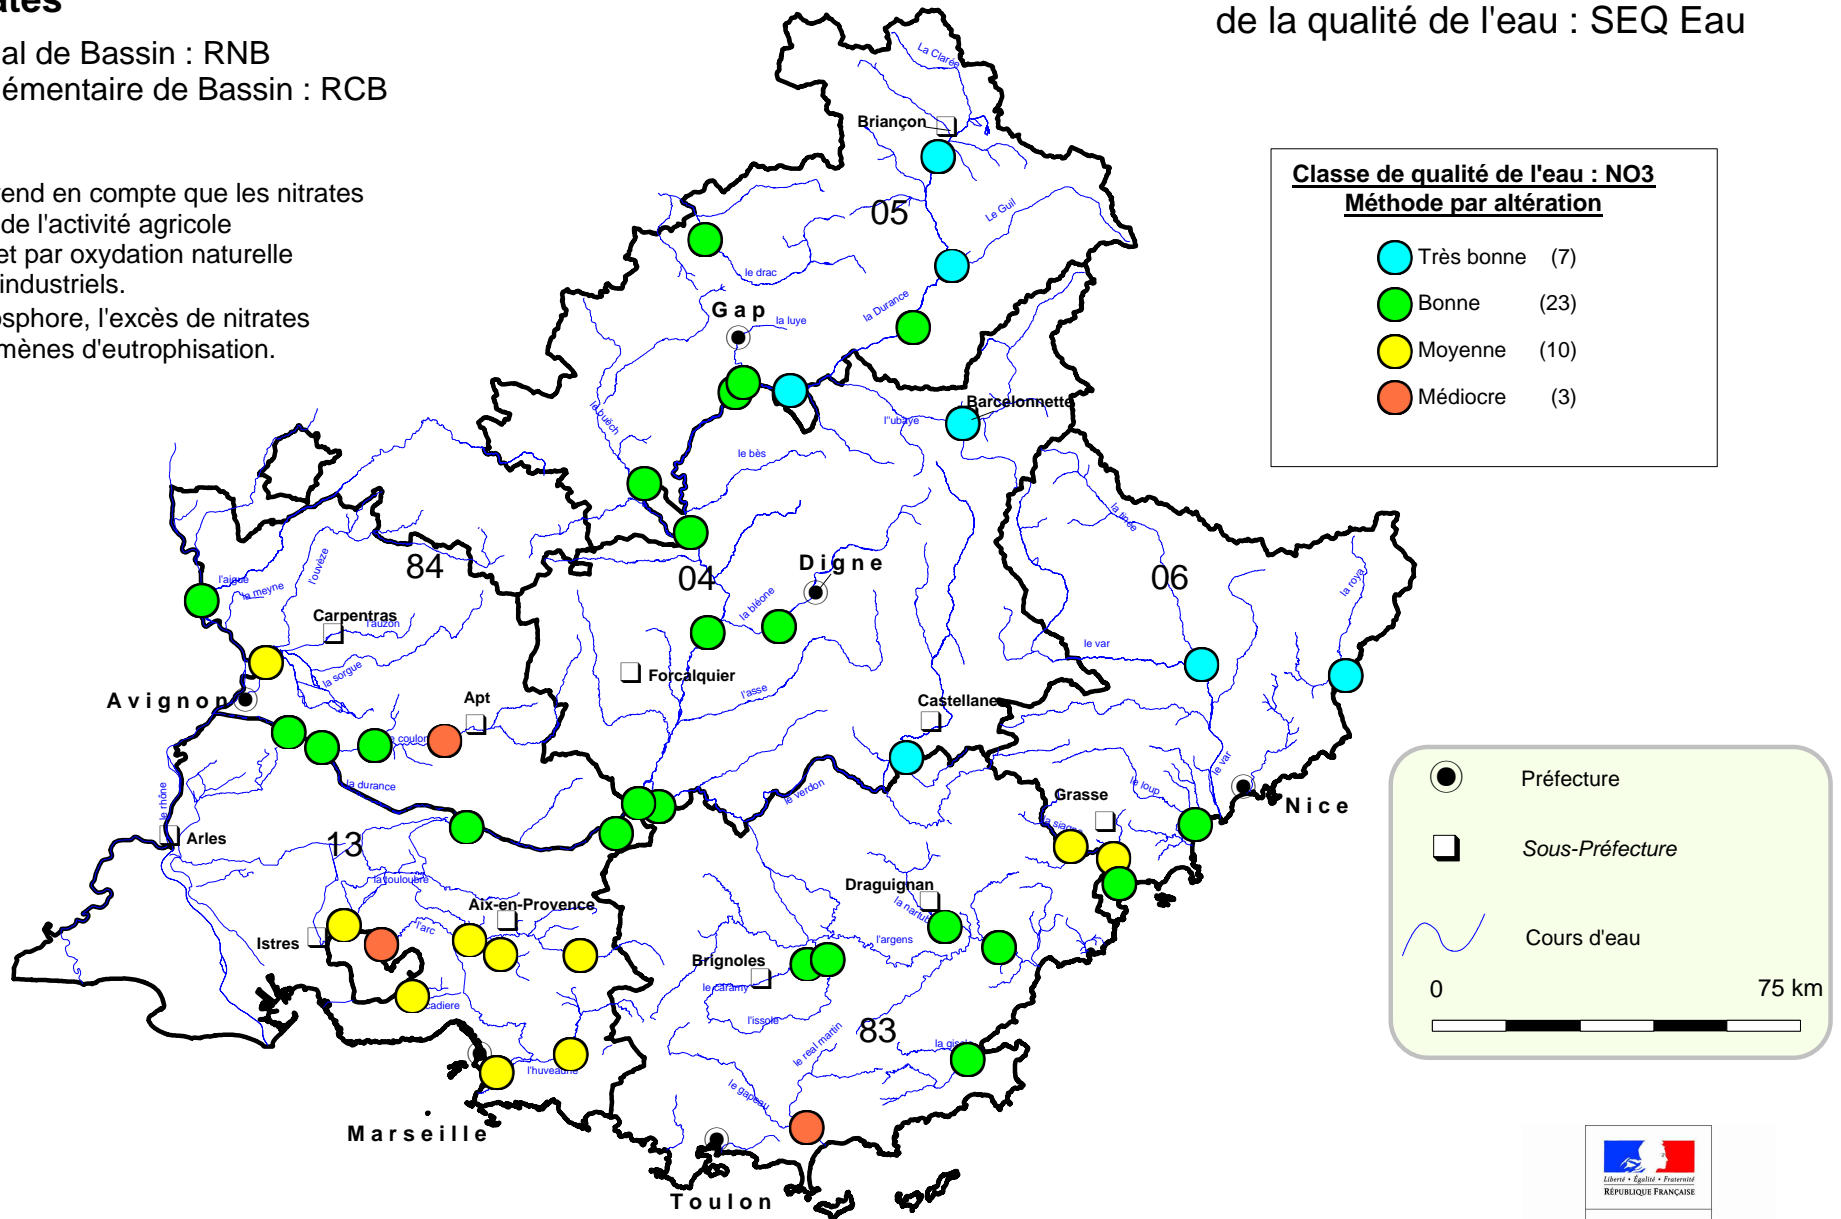 ates
al de Bassin : RNB
émentaire de Bassin : RCB
de la qualité de l'eau : SEQ Eau
end en compte que les nitrates
de l'activité agricole
et par oxydation naturelle
industriels.
osphore, l'excès de nitrates
mènes d'eutrophisation.
Classe de qualité de l'eau : NO3
Méthode par altération
Très bonne (7)
Bonne (23)
Moyenne (10)
Médiocre (3)
La Clarée
Briançon
05
Le Guil
le drac
la Durance
Gap
la luye
Barcelonnette
l''ubaye
le buëch
le bès
la tinée
84
l'ouvèze
l'aigue
la meyne
04
Digne
06
la roya
la bléone
Carpentras
l'auzon
la sorgue
le var
Forcalquier
l'asse
Avignon
Apt
Castellane
coulon
la durance
le verdon
le var
le loup
Grasse
Nice
la siagne
le rhône
Arles
13
la touloubre
Draguignan
la nartub
Aix-en-Provence
l'arc
l'argens
Istres
Brignoles
le caramy
cadiere
l'issole
83
le real martin
la gisc
l'huveaune
le gapeau
Marseille
Toulon
Préfecture
Sous-Préfecture
Cours d'eau
0 75 km
Liberté • Égalité • Fraternité
RÉPUBLIQUE FRANÇAISE